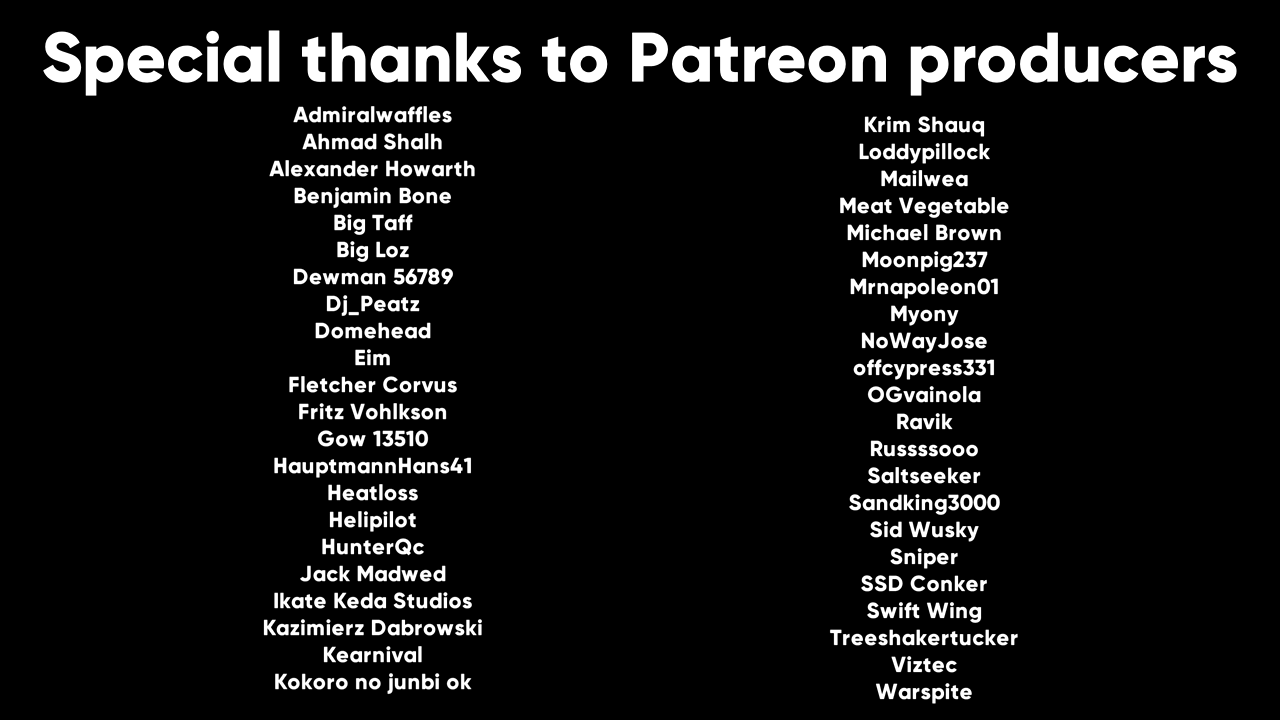 Special thanks to Patreon producers
Admiralwaffles
Ahmad Shalh
Alexander Howarth
Benjamin Bone
Big Taff
Big Loz
Dewman 56789
Dj_Peatz
Domehead
Eim
Fletcher Corvus
Fritz Vohlkson
Gow 13510
HauptmannHans41
Heatloss
Helipilot
HunterQc
Jack Madwed
Ikate Keda Studios
Kazimierz Dabrowski
Kearnival
Kokoro no junbi ok
Krim Shauq
Loddypillock
Mailwea
Meat Vegetable
Michael Brown
Moonpig237
Mrnapoleon01
Myony
NoWayJose
offcypress331
OGvainola
Ravik
Russssooo
Saltseeker
Sandking3000
Sid Wusky
Sniper
SSD Conker
Swift Wing
Treeshakertucker
Viztec
Warspite